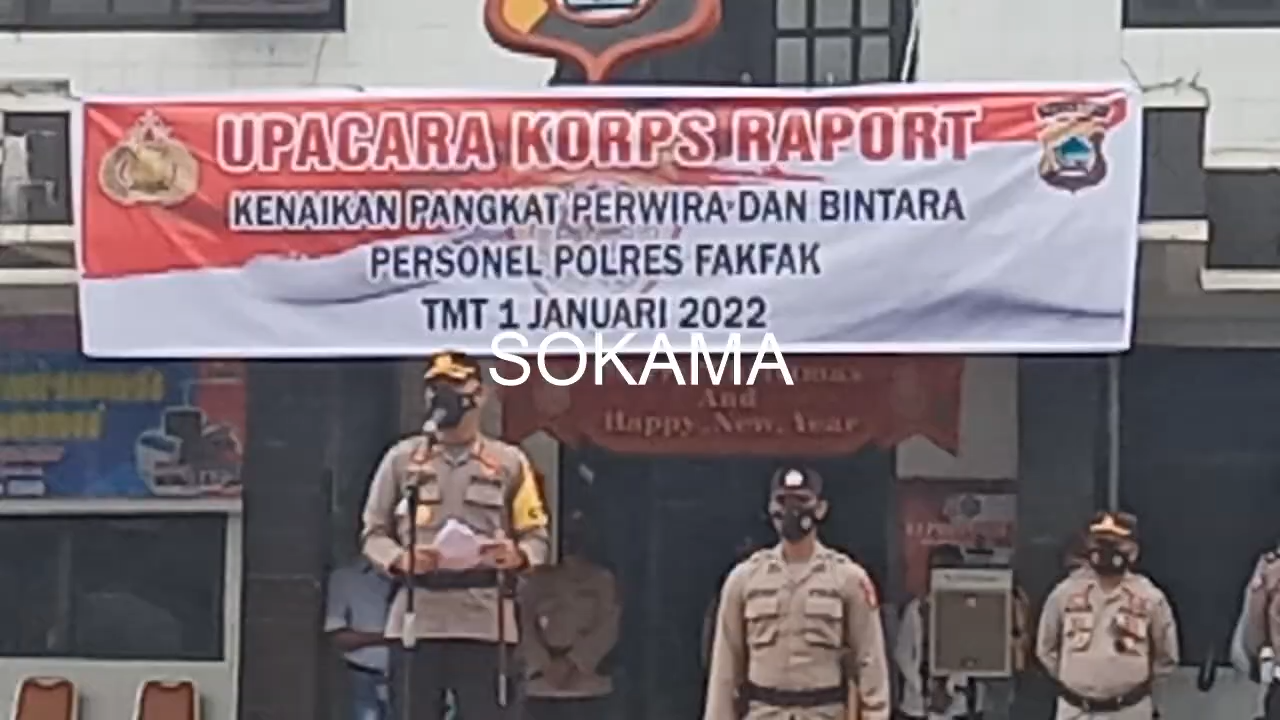 UPACARA KORPS RAPORT
KENAIKAN PANGKAT PERWIRA DAN BINTARA
PERSONEL POLRES FAKFAK
TMT 1 JANUARI 2022
SOKAMA
And
Happy New Year